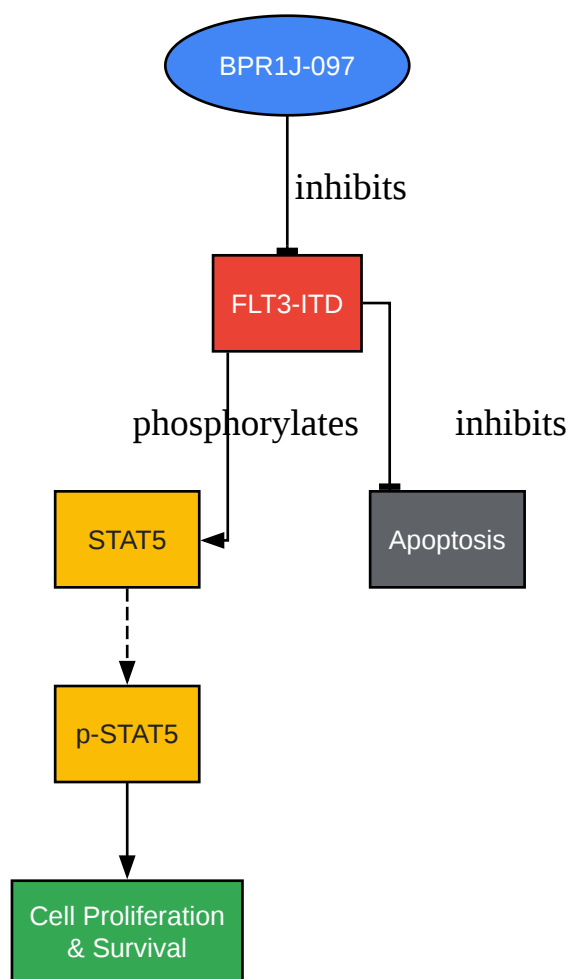 BPR1J-097
inhibits
FLT3-ITD
phosphorylates
inhibits
STAT5
Apoptosis
p-STAT5
Cell Proliferation
& Survival